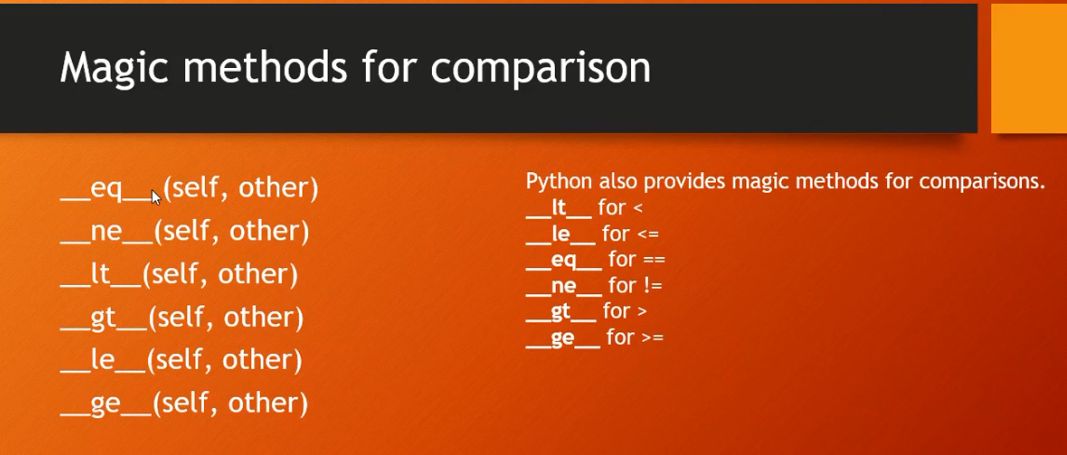 Magic methods for comparison
__eq__(self, other)
__ne__(self, other)
__lt__(self, other)
__gt__(self, other)
__le__(self, other)
__ge__(self, other)
Python also provides magic methods for comparisons.
__lt__ for <
__le__ for <=
__eq__ for ==
__ne__ for !=
__gt__ for >
__ge__ for >=